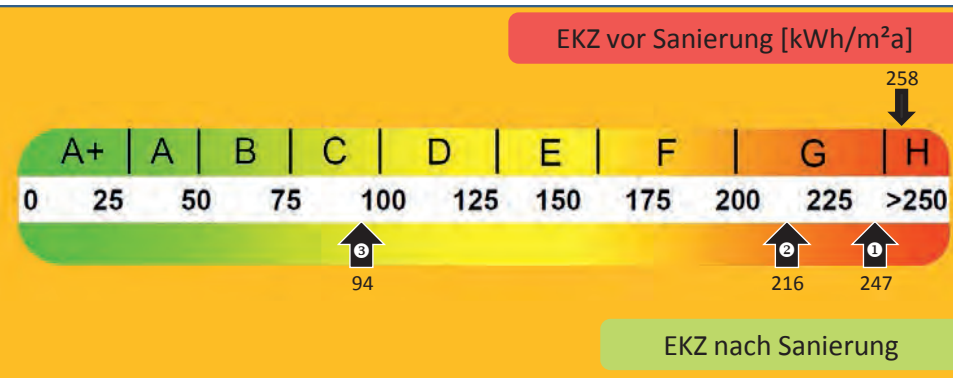 EKZ vor Sanierung [kWh/m²a]
258
A+ A B C D E F G H
0 25 50 75 100 125 150 175 200 225 >250
❸ ❷ ❶
94 216 247
EKZ nach Sanierung